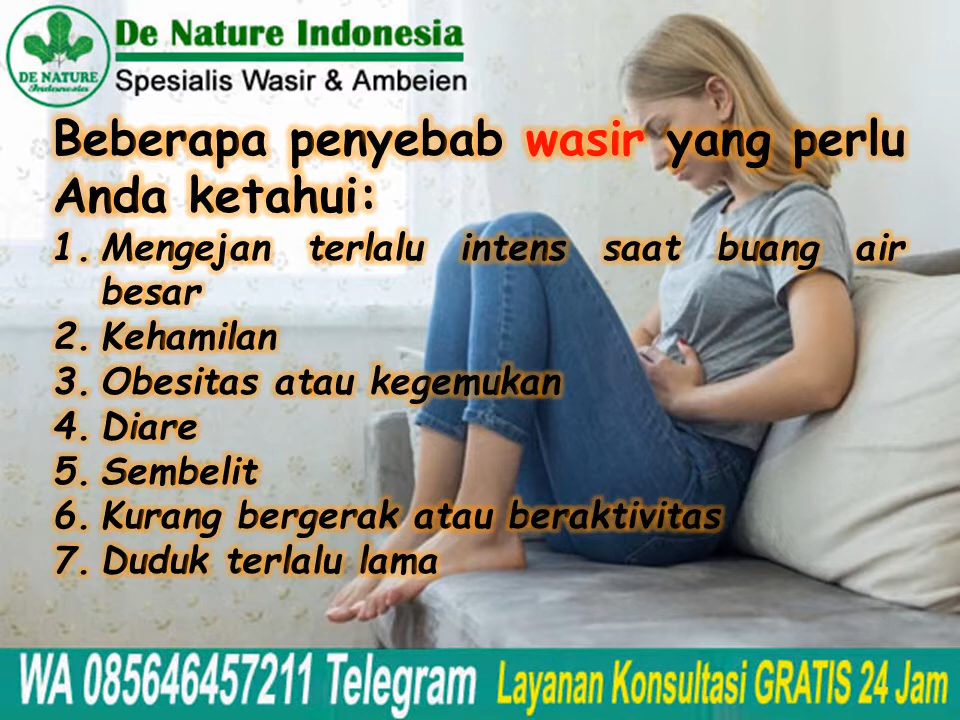 De Nature Indonesia
Spesialis Wasir & Ambeien
DE NATURE
Indonesia
Beberapa penyebab wasir yang perlu
Anda ketahui:
1. Mengejan terlalu intens saat buang air
besar
2. Kehamilan
3. Obesitas atau kegemukan
4. Diare
5. Sembelit
6. Kurang bergerak atau beraktivitas
7. Duduk terlalu lama
WA 085646457211 Telegram Layanan Konsultasi GRATIS 24 Jam